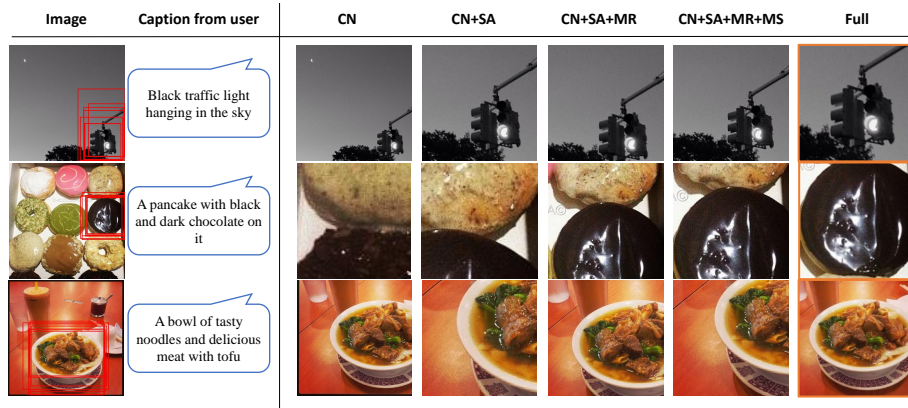 Image Caption from user CN CN+SA CN+SA+MR CN+SA+MR+MS Full
Black traffic light
hanging in the sky
A pancake with black
and dark chocolate on
it
A bowl of tasty
noodles and delicious
meat with tofu